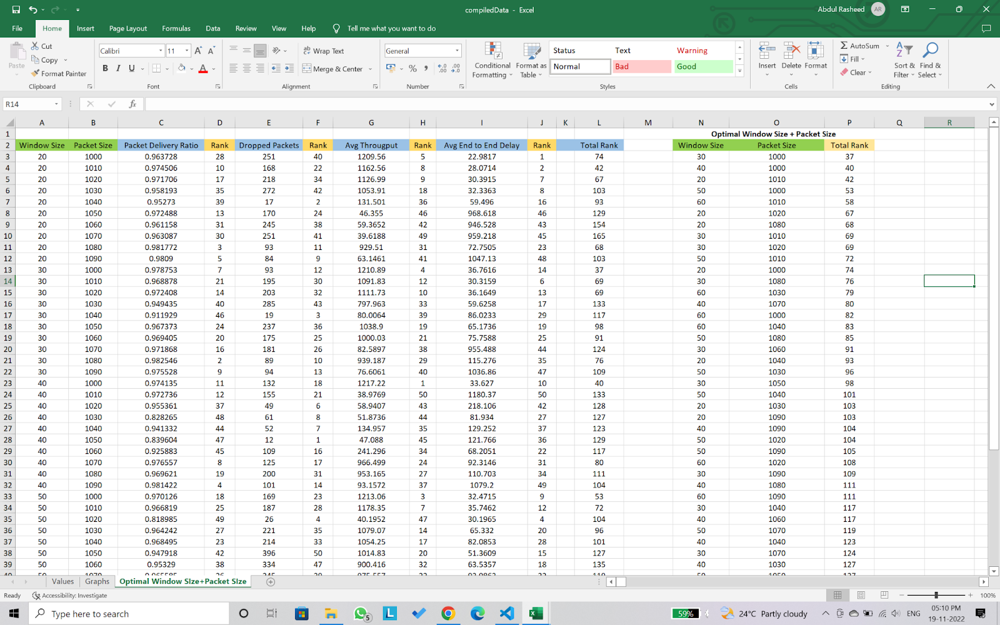 compiledData - Excel
Abdul Rasheed AR
File Home Insert Page Layout Formulas Data Review View Help Tell me what you want to do
Paste
Cut
Copy
Format Painter
Clipboard
Calibri 11
B I U
Font
Wrap Text
Merge & Center
Alignment
General
Number
Conditional Formatting
Format as Table
Status Text Warning
Normal Bad Good
Styles
Insert Delete Format
Cells
AutoSum
Fill
Clear
Sort & Filter
Find & Select
Editing
R14 fx
A B C D E F G H I J K L M N O P Q R
1 Optimal Window Size + Packet Size
2 Window Size Packet Size Packet Delivery Ratio Rank Dropped Packets Rank Avg Througput Rank Avg End to End Delay Rank Total Rank Window Size Packet Size Total Rank
3 20 1000 0.963728 28 251 40 1209.56 5 22.9817 1 74 30 1000 37
4 20 1010 0.974506 10 168 22 1162.56 8 28.0714 2 42 40 1000 40
5 20 1020 0.971706 17 218 34 1126.99 9 30.3915 7 67 20 1010 42
6 20 1030 0.958193 35 272 42 1053.91 18 32.3363 8 103 50 1000 53
7 20 1040 0.95273 39 17 2 131.501 36 59.496 16 93 60 1010 58
8 20 1050 0.972488 13 170 24 46.355 46 968.618 46 129 20 1020 67
9 20 1060 0.961158 31 245 38 59.3652 42 946.528 43 154 20 1080 68
10 20 1070 0.963087 30 251 41 39.6188 49 959.218 45 165 30 1010 69
11 20 1080 0.981772 3 93 11 929.51 31 72.7505 23 68 30 1020 69
12 20 1090 0.9809 5 84 9 63.1461 41 1047.13 48 103 50 1010 72
13 30 1000 0.978753 7 93 12 1210.89 4 36.7616 14 37 20 1000 74
14 30 1010 0.968878 21 195 30 1091.83 12 30.3159 6 69 30 1080 76
15 30 1020 0.972408 14 203 32 1111.73 10 36.1649 13 69 60 1030 79
16 30 1030 0.949435 40 285 43 797.963 33 59.6258 17 133 40 1070 80
17 30 1040 0.911929 46 19 3 80.0064 39 86.0233 29 117 60 1000 82
18 30 1050 0.967373 24 237 36 1038.9 19 65.1736 19 98 60 1040 83
19 30 1060 0.969405 20 175 25 1000.03 21 75.7588 25 91 50 1080 85
20 30 1070 0.971868 16 181 26 82.5897 38 955.488 44 124 30 1060 91
21 30 1080 0.982546 2 89 10 939.187 29 115.276 35 76 20 1040 93
22 30 1090 0.975528 9 94 13 76.6061 40 1036.86 47 109 50 1030 96
23 40 1000 0.974135 11 132 18 1217.22 1 33.627 10 40 30 1050 98
24 40 1010 0.972736 12 155 21 38.9769 50 1180.37 50 133 50 1040 101
25 40 1020 0.955361 37 49 6 58.9407 43 218.106 42 128 20 1030 103
26 40 1030 0.828265 48 61 8 51.8736 44 81.934 27 127 20 1090 103
27 40 1040 0.941332 44 52 7 134.957 35 129.252 37 123 40 1090 104
28 40 1050 0.839604 47 12 1 47.088 45 121.766 36 129 50 1020 104
29 40 1060 0.925883 45 109 16 241.296 34 68.2051 22 117 50 1090 105
30 40 1070 0.976557 8 125 17 966.499 24 92.3146 31 80 60 1020 108
31 40 1080 0.969621 19 200 31 953.165 27 110.703 34 111 30 1090 109
32 40 1090 0.981422 4 101 14 93.1572 37 1079.2 49 104 40 1080 111
33 50 1000 0.970126 18 169 23 1213.06 3 32.4715 9 53 60 1090 111
34 50 1010 0.966819 25 187 28 1178.35 7 35.7462 12 72 30 1040 117
35 50 1020 0.818985 49 26 4 40.1952 47 30.1965 4 104 40 1060 117
36 50 1030 0.964242 27 221 35 1079.07 14 65.332 20 96 50 1070 119
37 50 1040 0.968495 23 214 33 1054.25 17 82.0853 28 101 40 1040 123
38 50 1050 0.947918 42 396 50 1014.83 20 51.3609 15 127 30 1070 124
39 50 1060 0.95329 38 334 47 900.416 32 63.5357 18 135 40 1030 127
Values Graphs Optimal Window SIze+Packet SIze
Ready Accessibility: Investigate 100%
Type here to search 5 L 59% 24°C Partly cloudy ENG 05:10 PM
19-11-2022